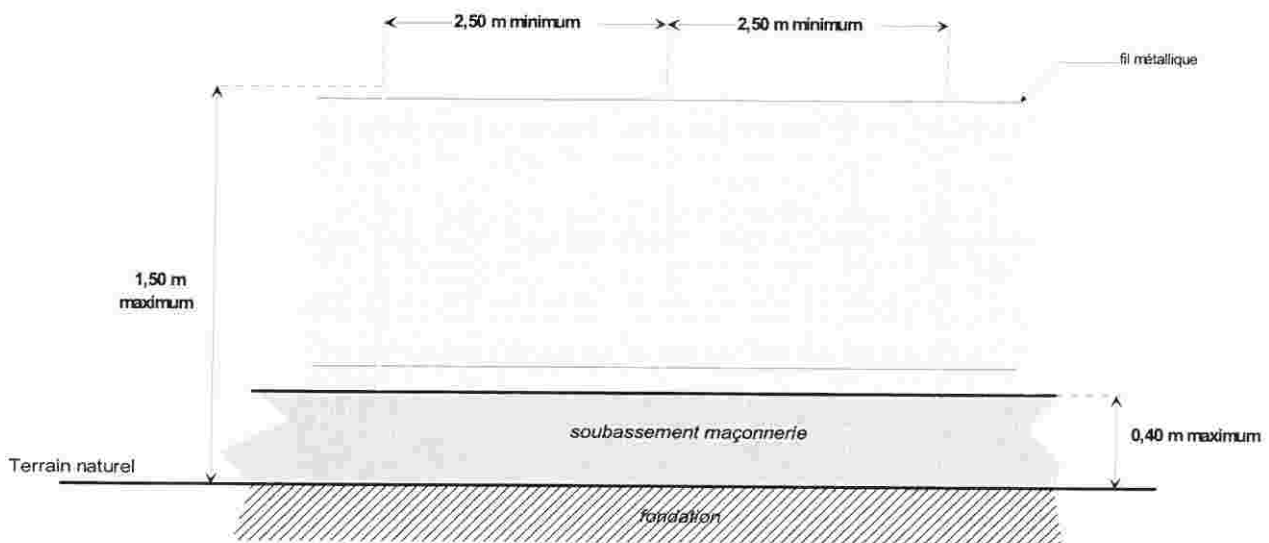 2,50 m minimum
2,50 m minimum
fil métallique
1,50 m
maximum
soubassement maçonnerie
0,40 m maximum
Terrain naturel
fondation